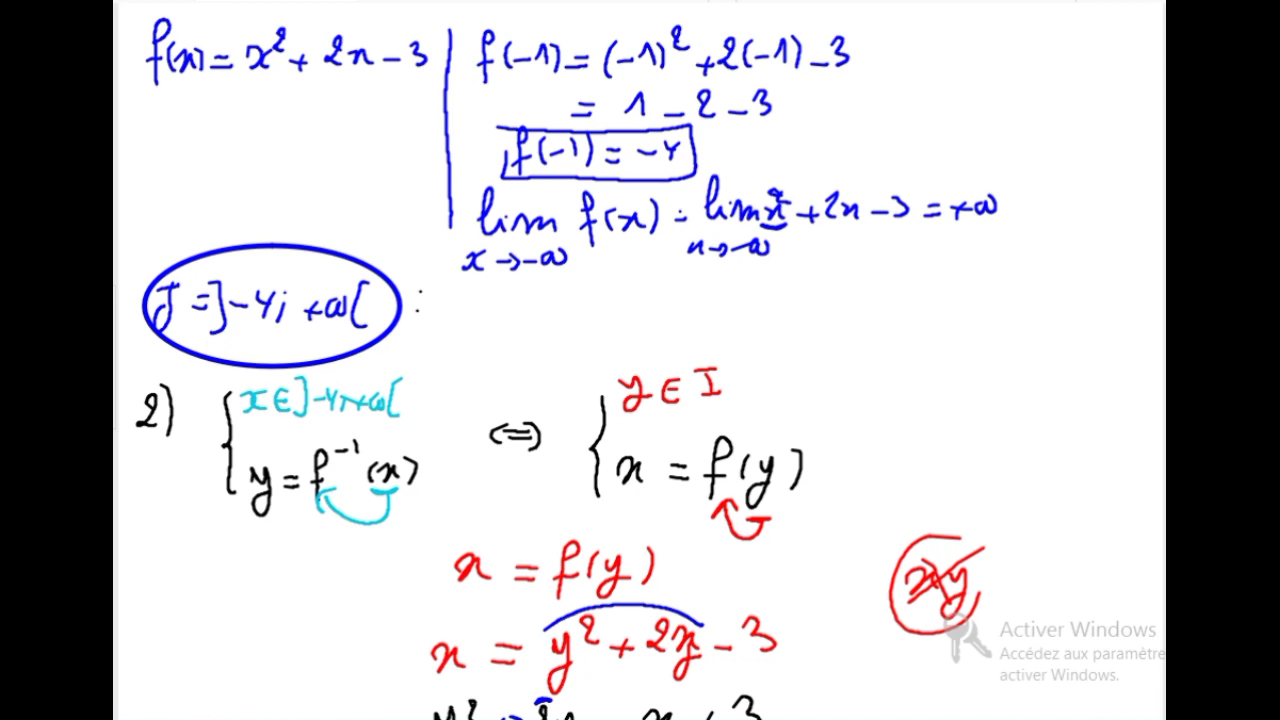 f(x) = x² + 2x - 3
f(-1) = (-1)² + 2(-1) - 3
= 1 - 2 - 3
f(-1) = -4
lim f(x) = lim x² + 2x - 3 = +∞
x → -∞ x → -∞
J = ]-4; +∞[ :
2) { x ∈ ]-4; +∞[ ⇔ { y ∈ I
y = f⁻¹(x) x = f(y)
x = f(y)
x = y² + 2y - 3
x y
Activer Windows
Accédez aux paramètre
activer Windows.